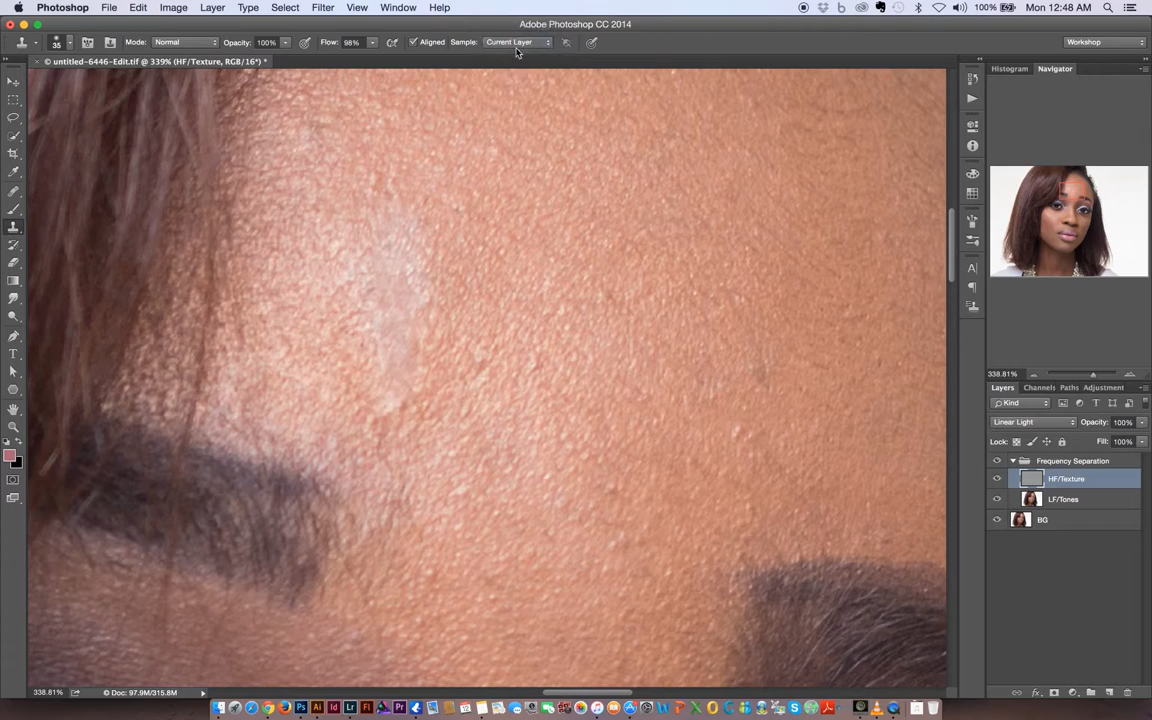 Photoshop File Edit Image Layer Type Select Filter View Window Help 100% Mon 12:48 AM
Adobe Photoshop CC 2014
35 Mode: Normal Opacity: 100% Flow: 98% Aligned Sample: Current Layer Workshop
© untitled-6446-Edit.tif @ 339% (HF/Texture, RGB/16*) *
Histogram Navigator
338.81%
Layers Channels Paths Adjustment
Kind
Linear Light Opacity: 100%
Lock: Fill: 100%
Frequency Separation
HF/Texture
LF/Tones
BG
338.81% Doc: 97.9M/315.8M